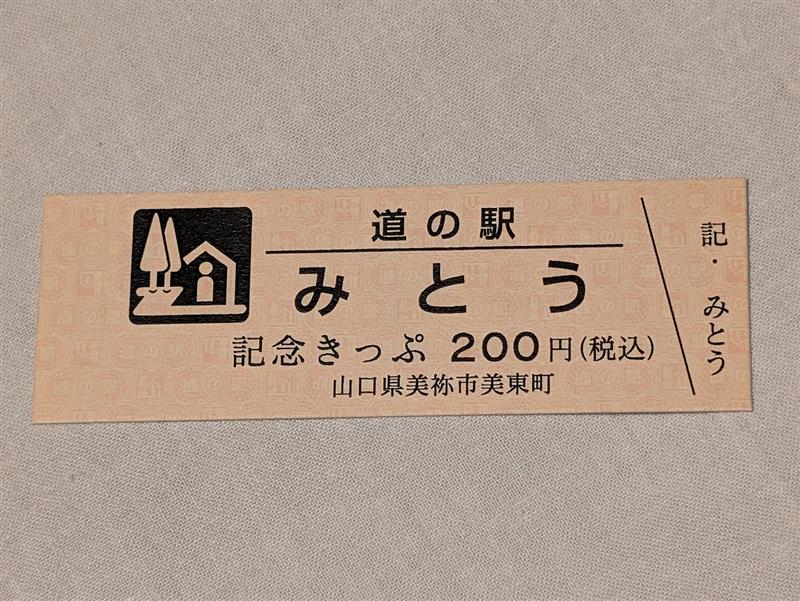 道の駅
みとう
記念きっぷ 200円(税込)
山口県美祢市美東町
記・みとう